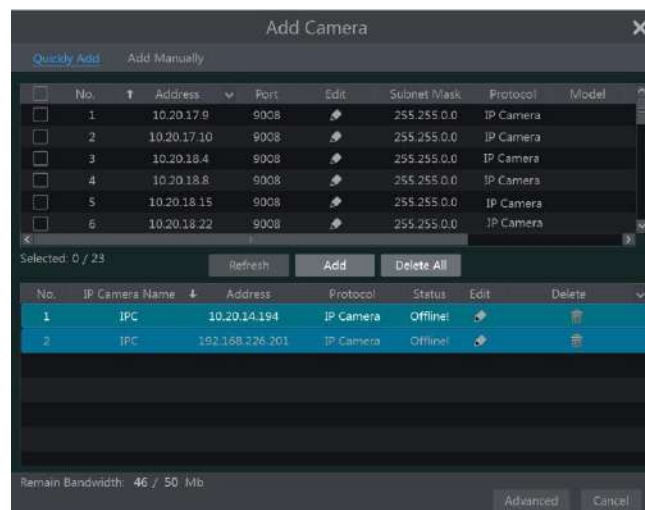 Add Camera
Quickly Add Add Manually
No. Address Port Edit Subnet Mask Protocol Model
1 10.20.17.9 9008 255.255.0.0 IP Camera
2 10.20.17.10 9008 255.255.0.0 IP Camera
3 10.20.18.4 9008 255.255.0.0 IP Camera
4 10.20.18.8 9008 255.255.0.0 IP Camera
5 10.20.18.15 9008 255.255.0.0 IP Camera
6 10.20.18.22 9008 255.255.0.0 IP Camera
Selected: 0 / 23 Refresh Add Delete All
No. IP Camera Name Address Protocol Status Edit Delete
1 IPC 10.20.14.194 IP Camera Offline!
2 IPC 192.168.226.201 IP Camera Offline!
Remain Bandwidth: 46 / 50 Mb
Advanced Cancel